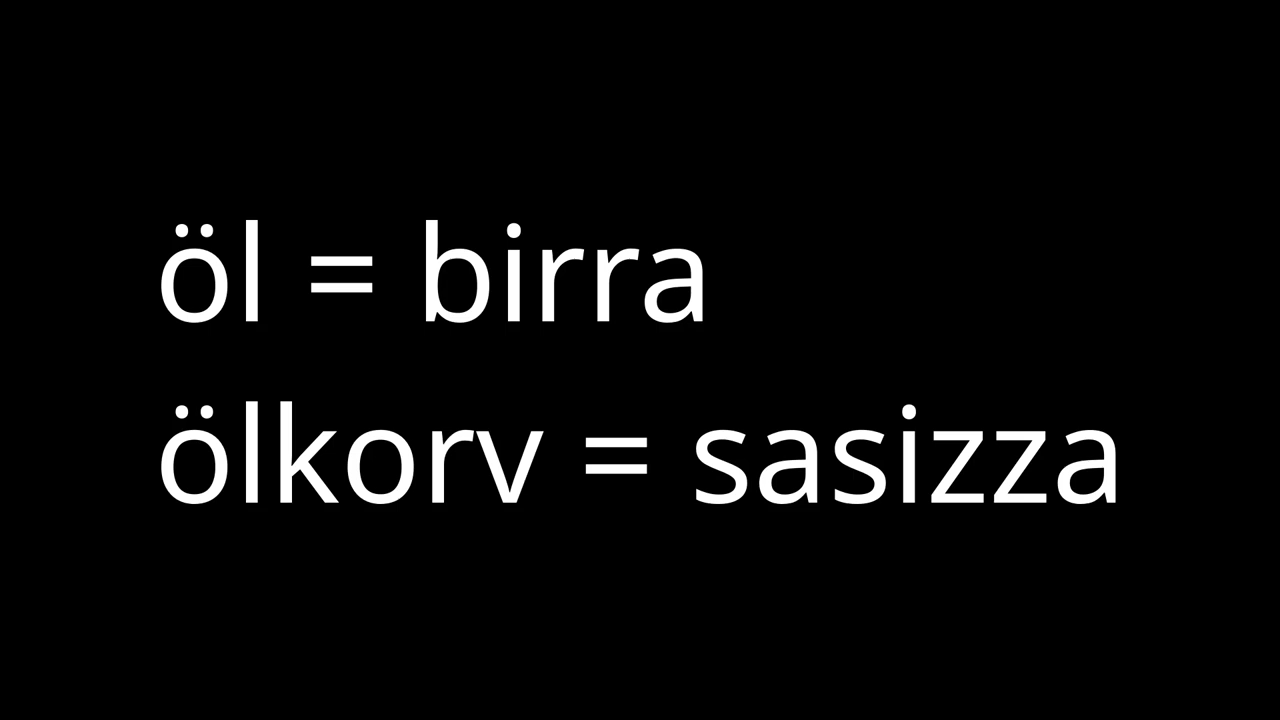 öl = birra
ölkorv = sasizza